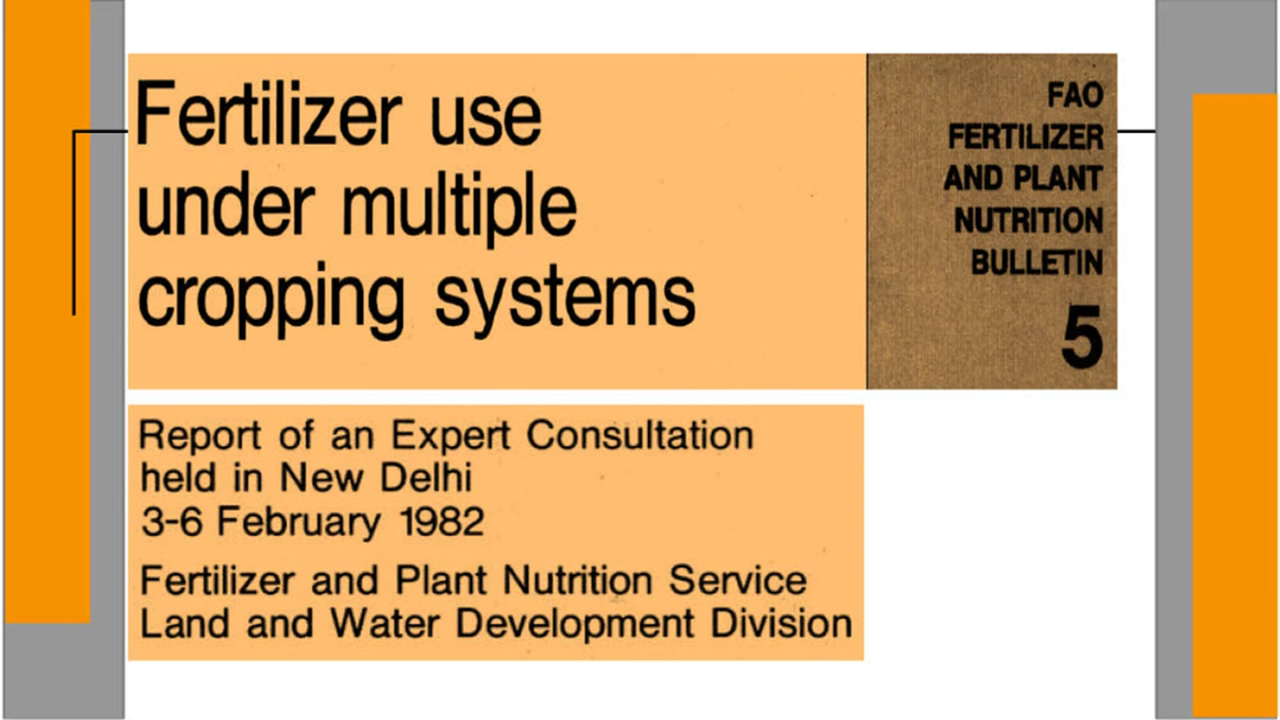 Fertilizer use
under multiple
cropping systems
FAO
FERTILIZER
AND PLANT
NUTRITION
BULLETIN
5
Report of an Expert Consultation
held in New Delhi
3-6 February 1982
Fertilizer and Plant Nutrition Service
Land and Water Development Division